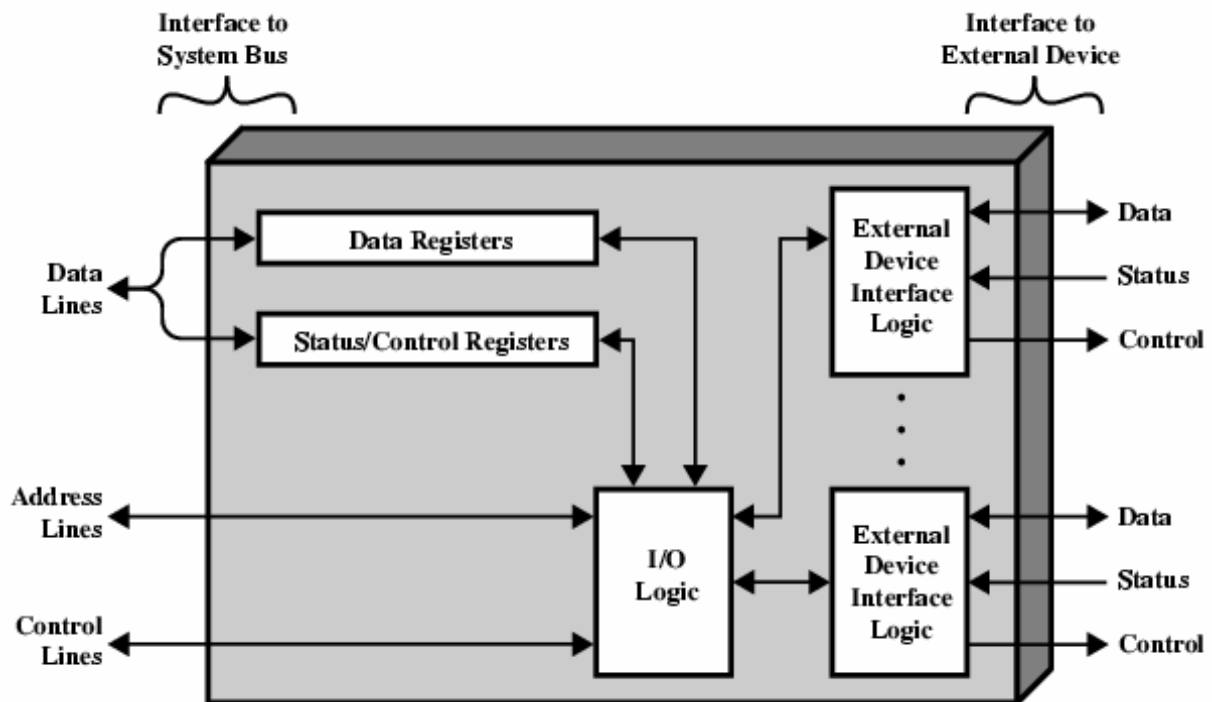 Interface to
System Bus
Interface to
External Device
Data Registers
Status/Control Registers
Data
Lines
Address
Lines
Control
Lines
I/O
Logic
External
Device
Interface
Logic
Data
Status
Control
External
Device
Interface
Logic
Data
Status
Control